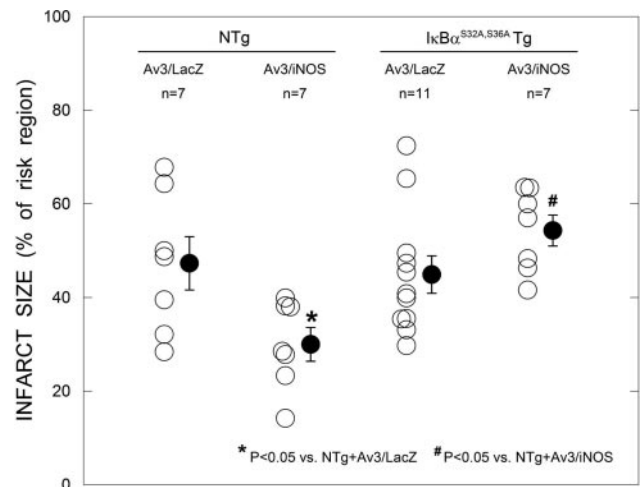 100
NTg IκBα^S32A,S36A Tg
Av3/LacZ Av3/iNOS Av3/LacZ Av3/iNOS
n=7 n=7 n=11 n=7
80
60
40
20
0
INFARCT SIZE (% of risk region)
#
*
* P<0.05 vs. NTg+Av3/LacZ # P<0.05 vs. NTg+Av3/iNOS